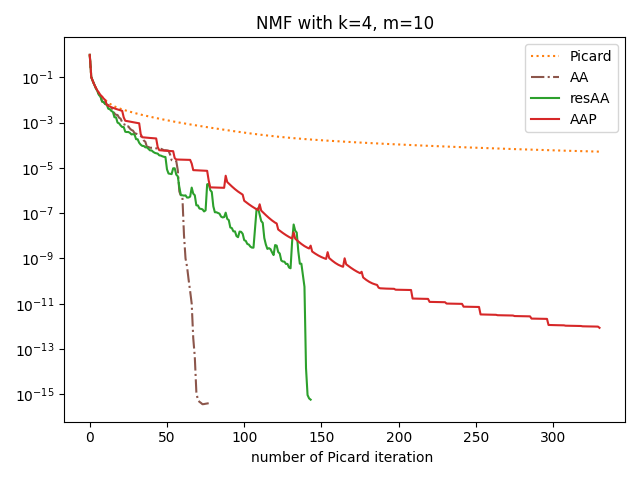 NMF with k=4, m=10
Picard
AA
resAA
AAP
10⁻¹
10⁻³
10⁻⁵
10⁻⁷
10⁻⁹
10⁻¹¹
10⁻¹³
10⁻¹⁵
0 50 100 150 200 250 300
number of Picard iteration